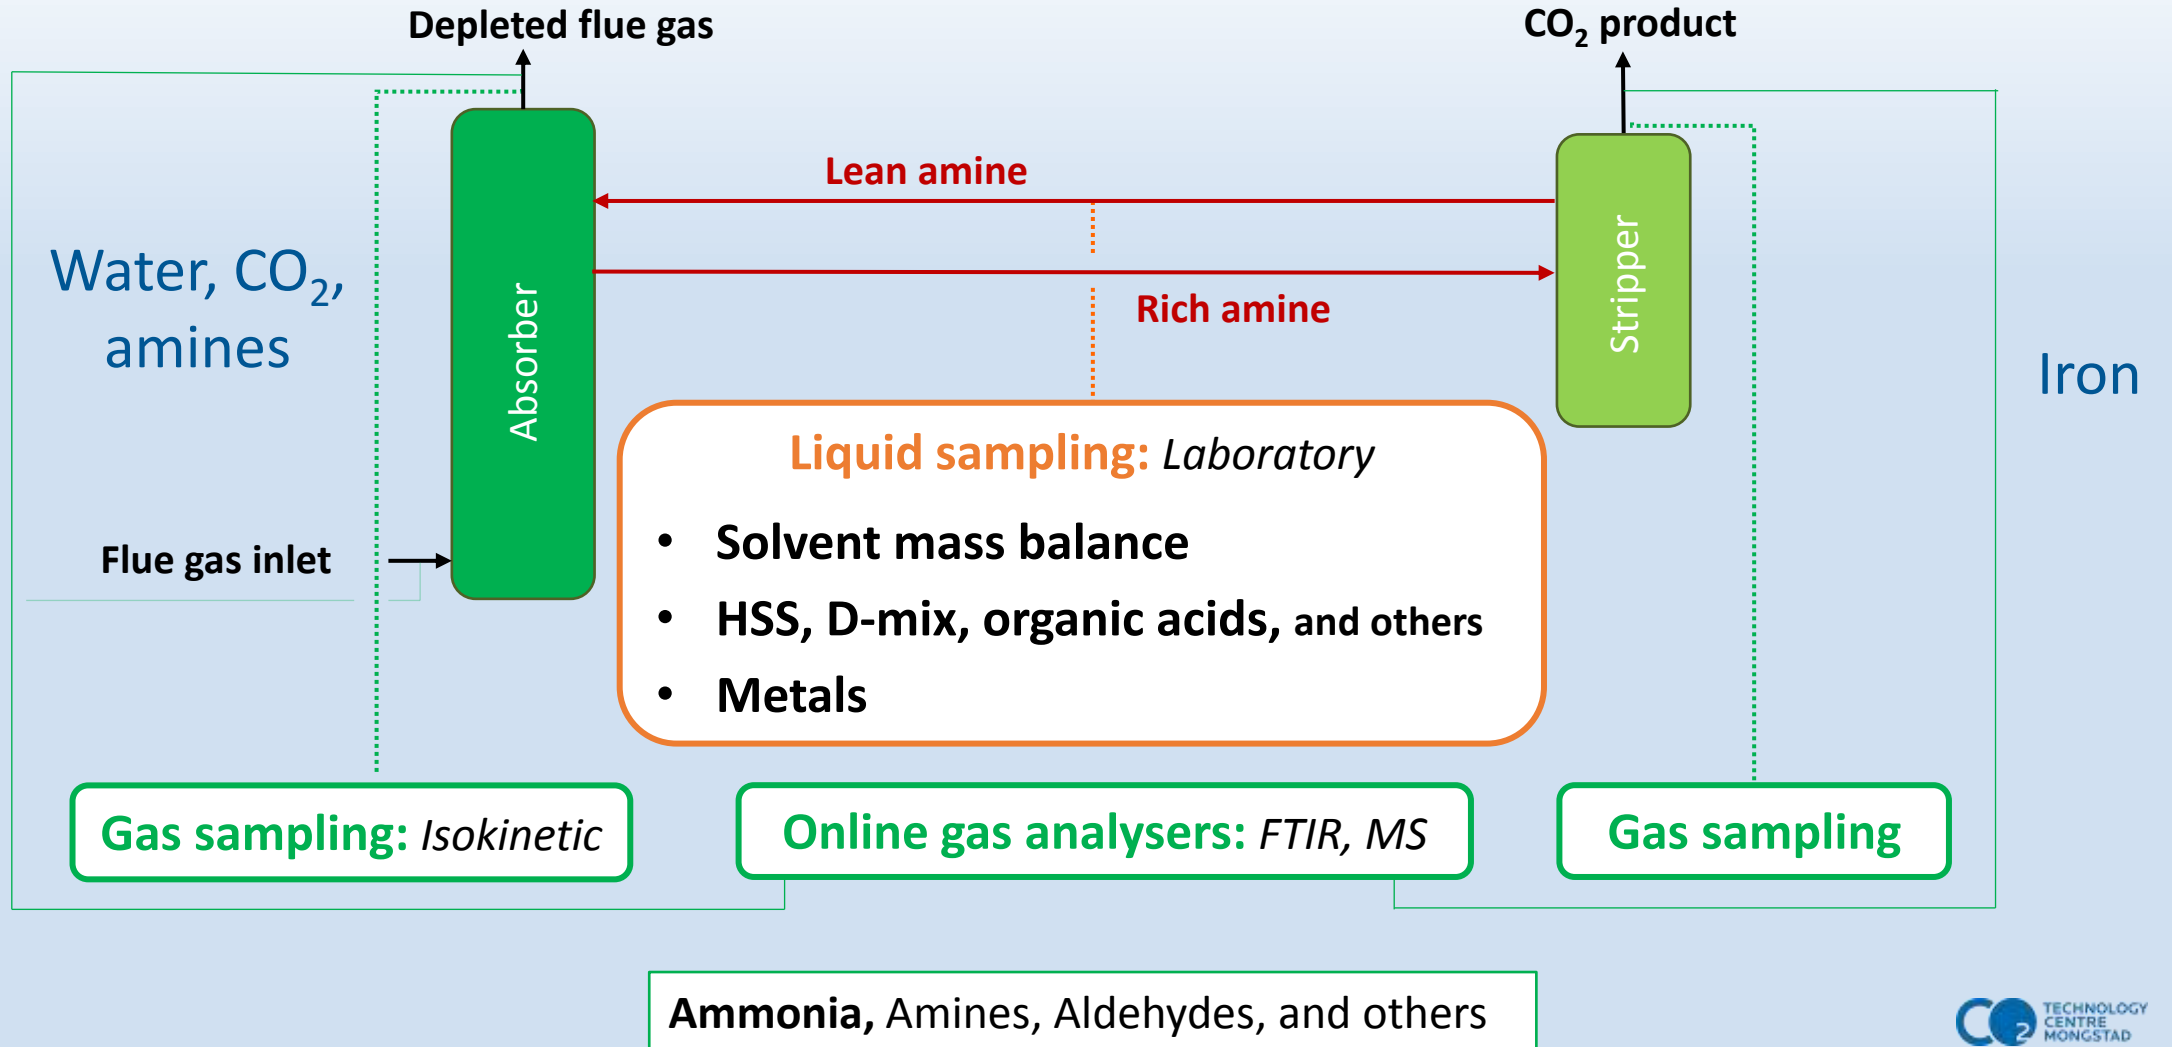 Depleted flue gas
CO₂ product
Lean amine
Rich amine
Water, CO₂,
amines
Absorber
Stripper
Iron
Flue gas inlet
Liquid sampling: Laboratory
• Solvent mass balance
• HSS, D-mix, organic acids, and others
• Metals
Gas sampling: Isokinetic
Online gas analysers: FTIR, MS
Gas sampling
Ammonia, Amines, Aldehydes, and others
CO2 TECHNOLOGY
CENTRE
MONGSTAD